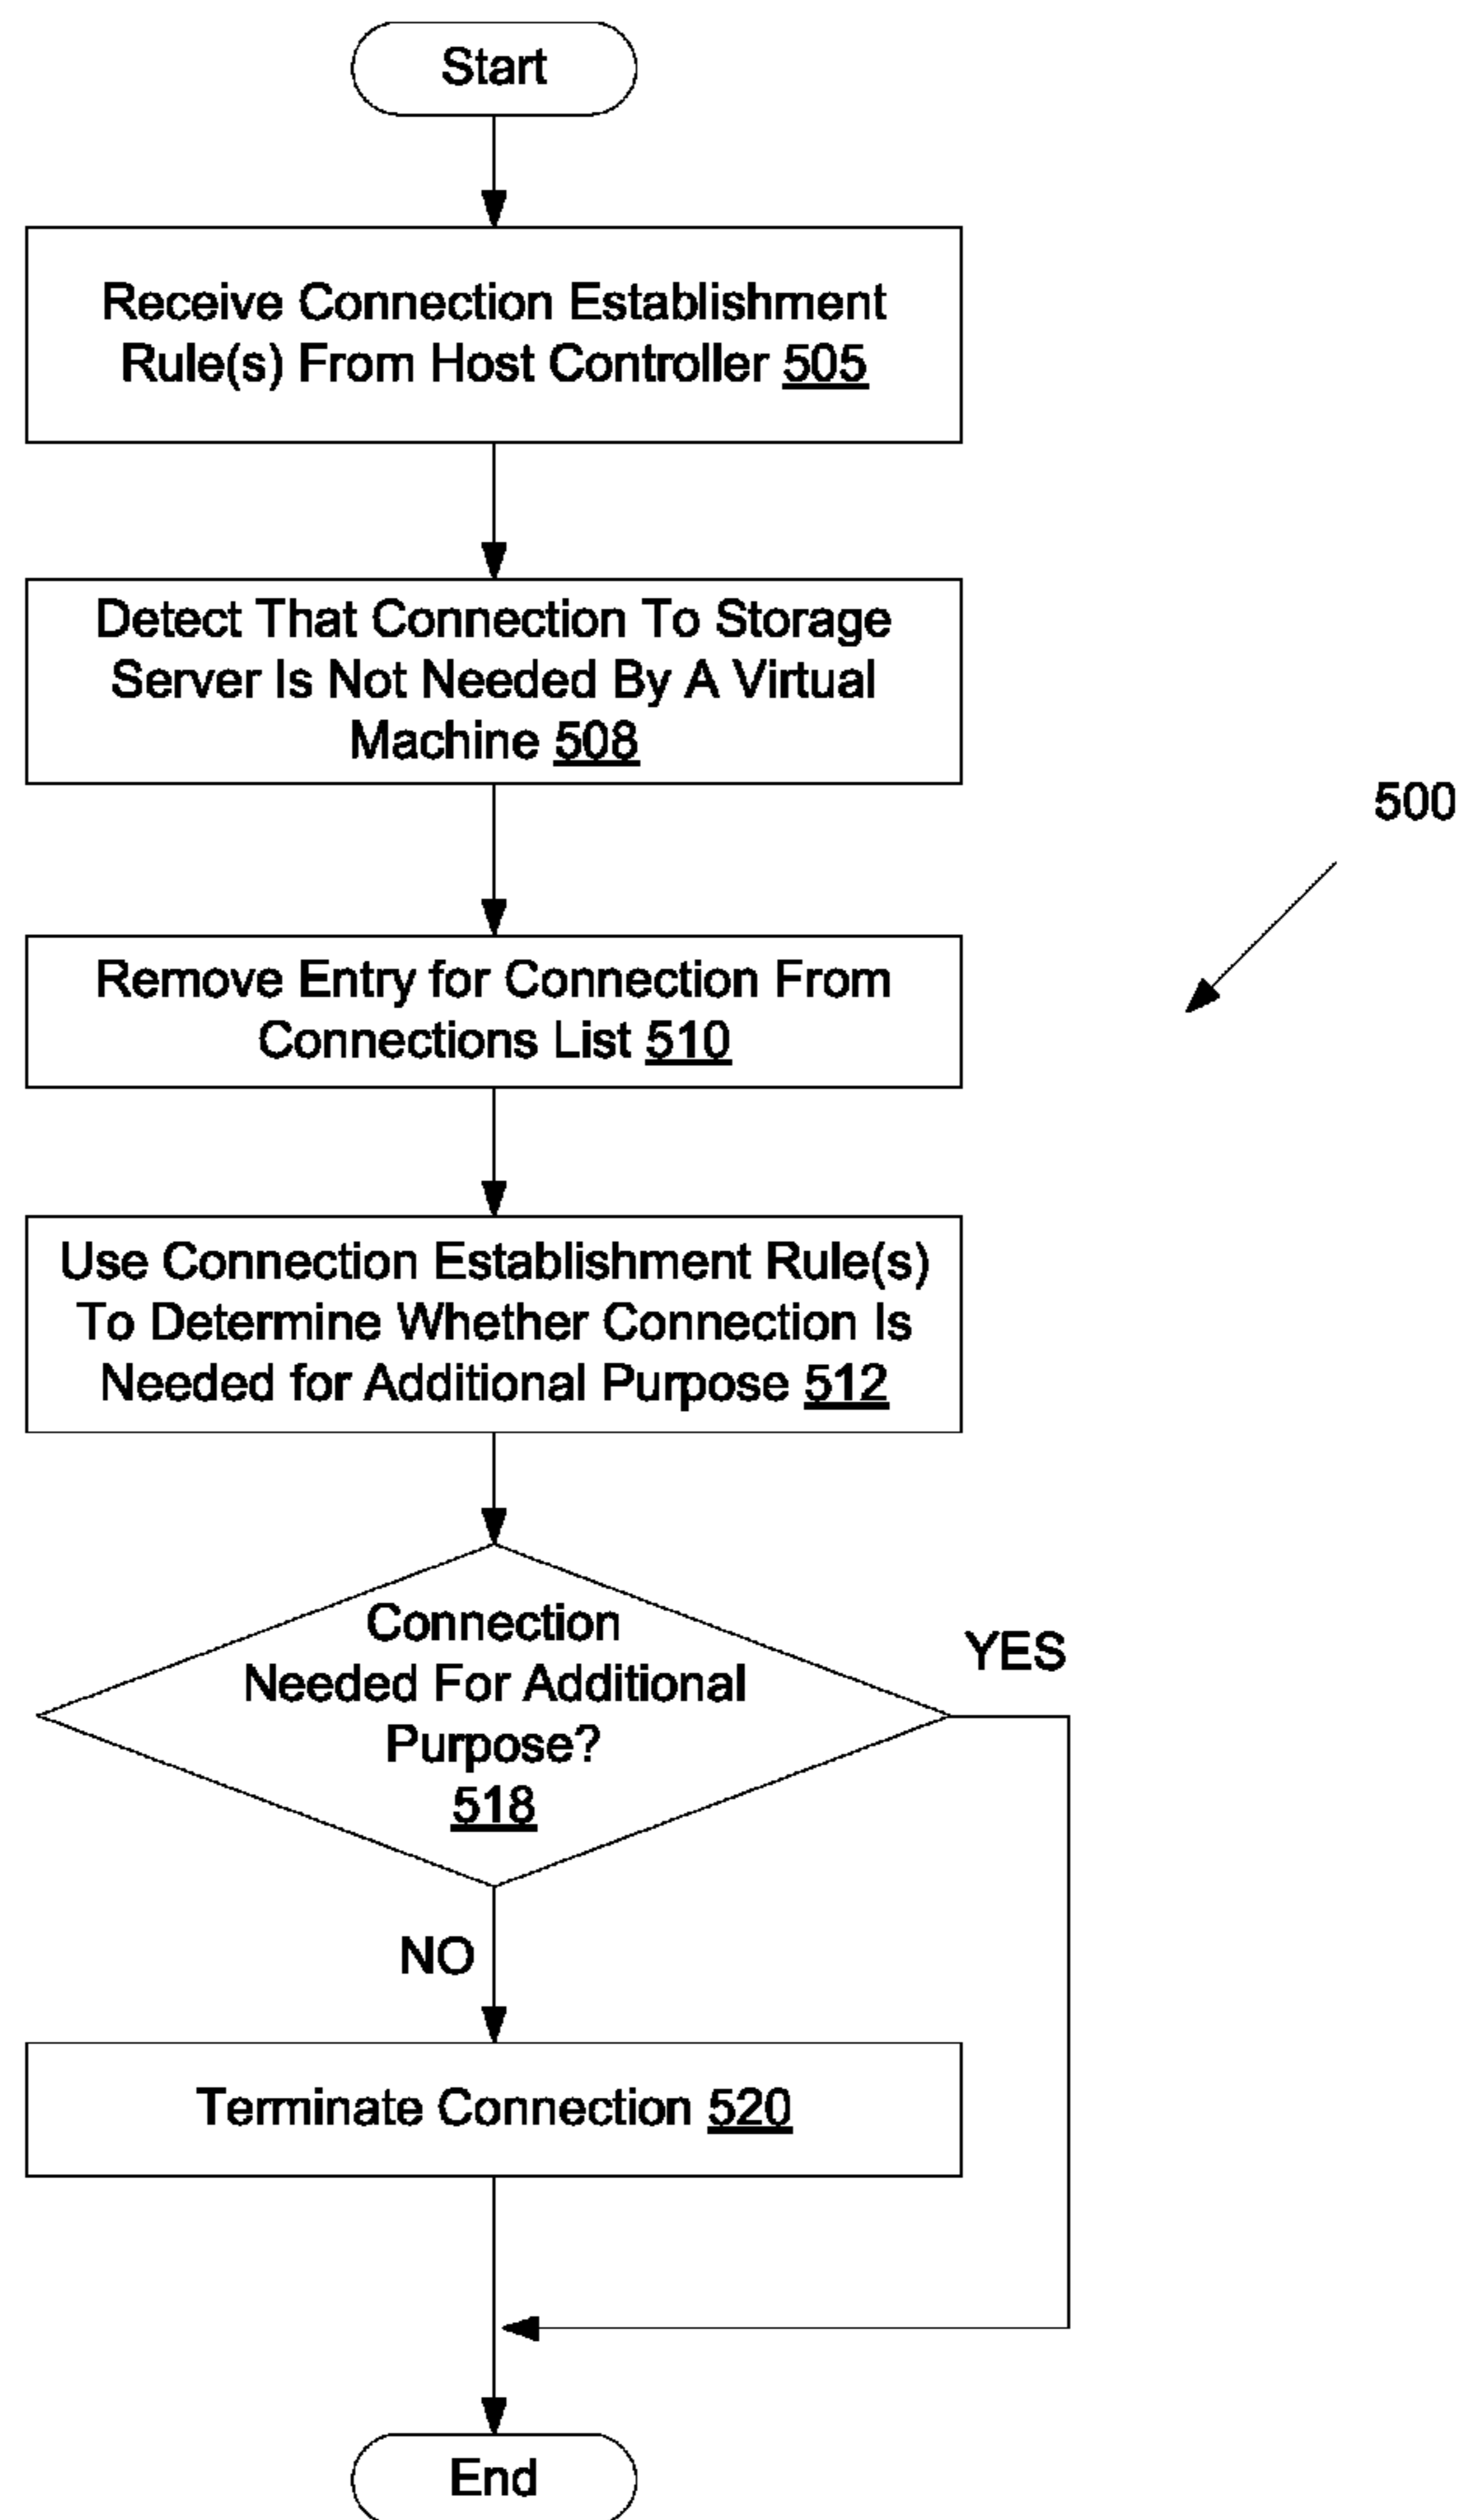 Start
Receive Connection Establishment
Rule(s) From Host Controller 505
Detect That Connection To Storage
Server Is Not Needed By A Virtual
Machine 508
500
Remove Entry for Connection From
Connections List 510
Use Connection Establishment Rule(s)
To Determine Whether Connection Is
Needed for Additional Purpose 512
Connection
Needed For Additional
Purpose?
518
YES
NO
Terminate Connection 520
End